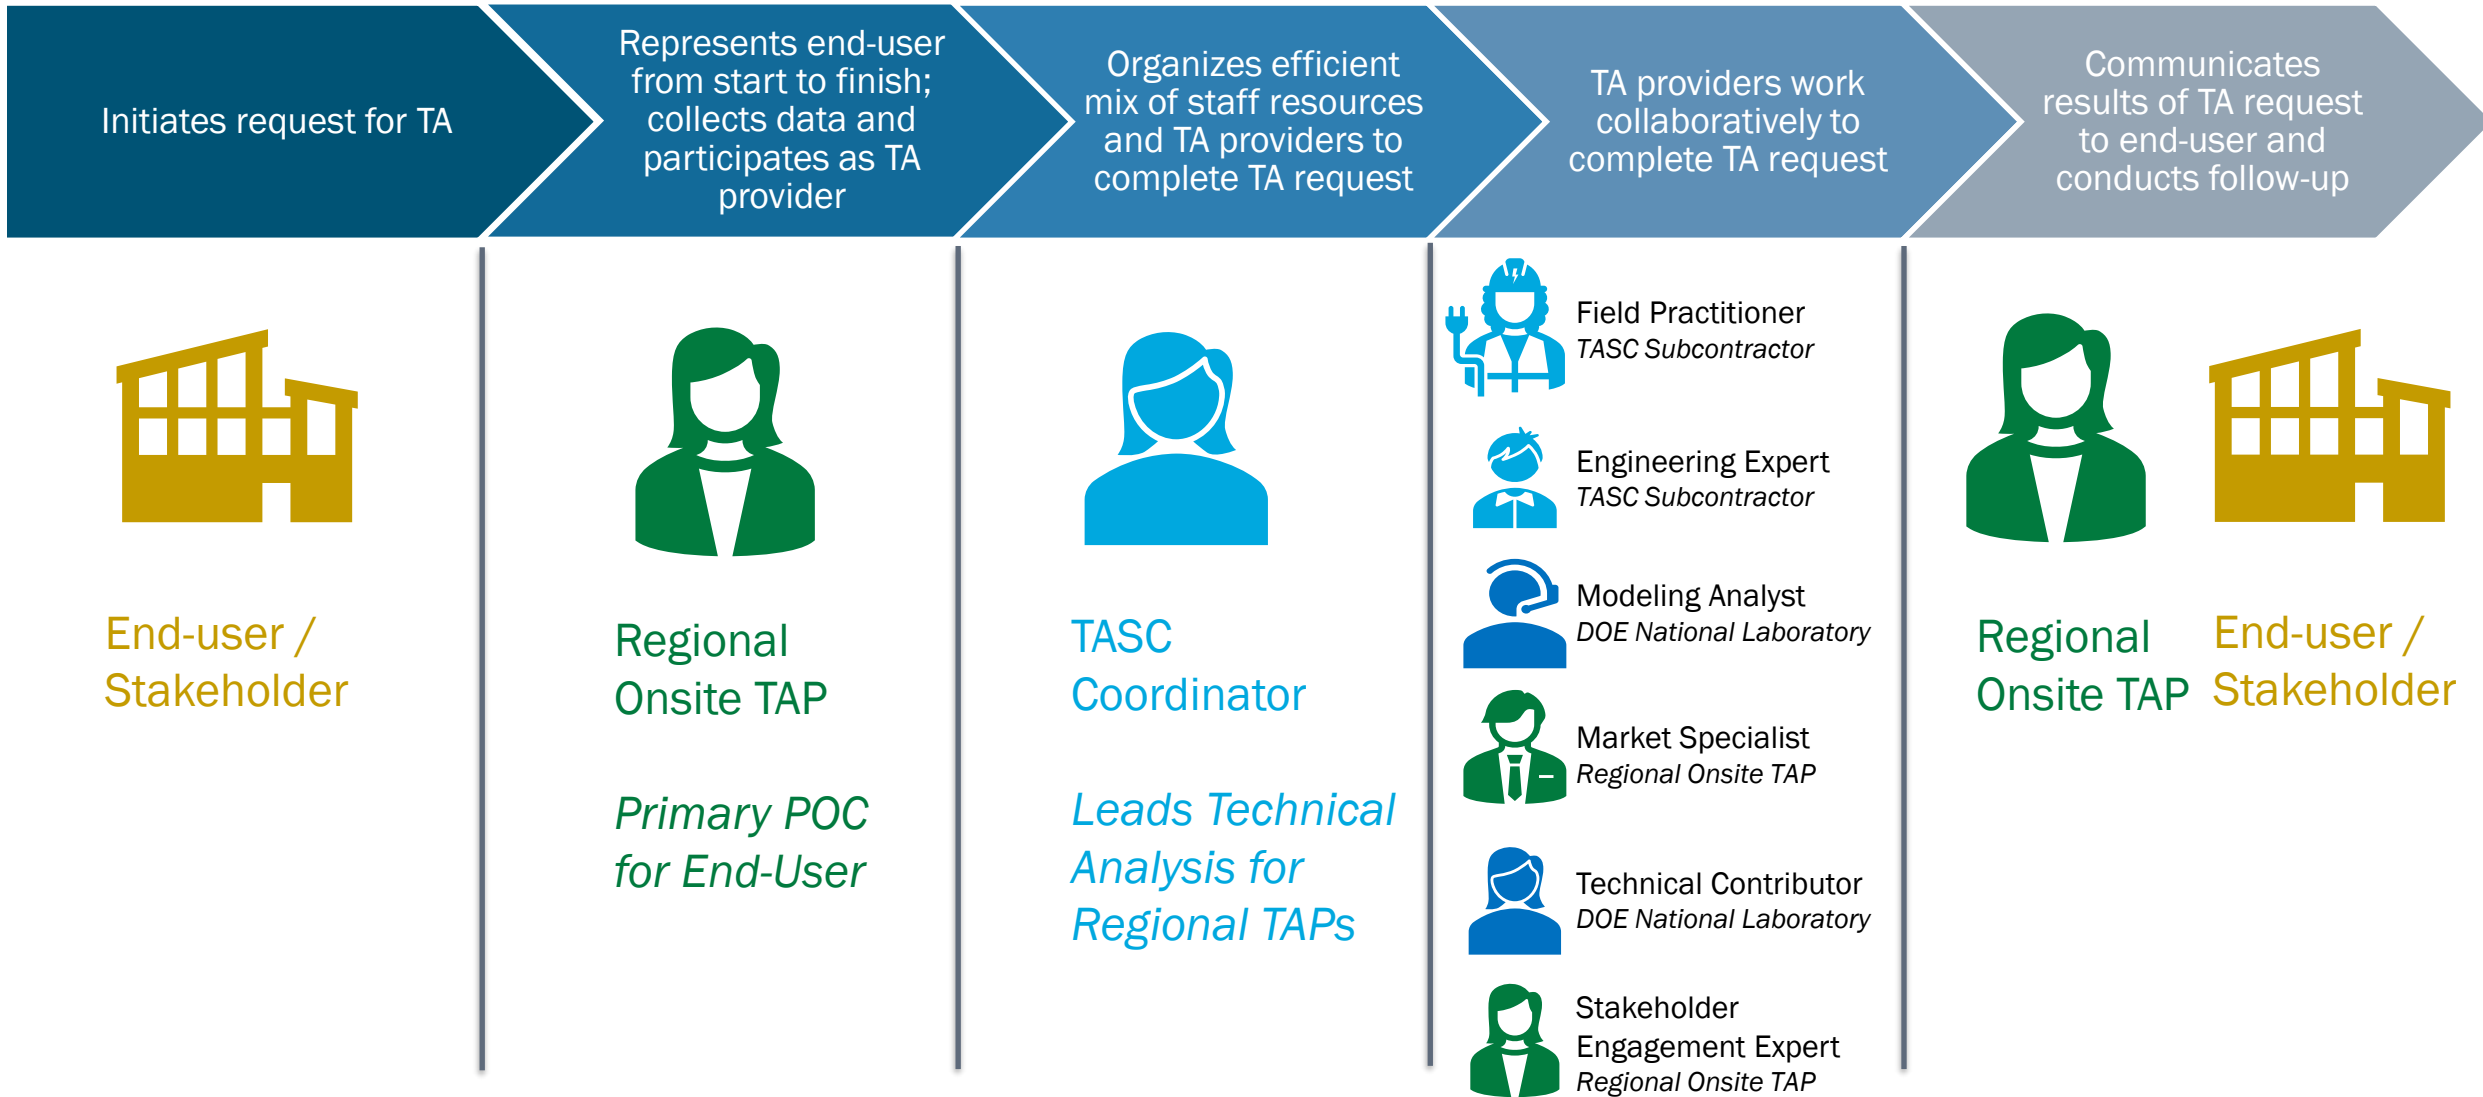 Initiates request for TA
Represents end-user
from start to finish;
collects data and
participates as TA
provider
Organizes efficient
mix of staff resources
and TA providers to
complete TA request
TA providers work
collaboratively to
complete TA request
Communicates
results of TA request
to end-user and
conducts follow-up
End-user /
Stakeholder
Regional
Onsite TAP
Primary POC
for End-User
TASC
Coordinator
Leads Technical
Analysis for
Regional TAPs
Field Practitioner
TASC Subcontractor
Engineering Expert
TASC Subcontractor
Modeling Analyst
DOE National Laboratory
Market Specialist
Regional Onsite TAP
Technical Contributor
DOE National Laboratory
Stakeholder
Engagement Expert
Regional Onsite TAP
Regional
Onsite TAP
End-user /
Stakeholder